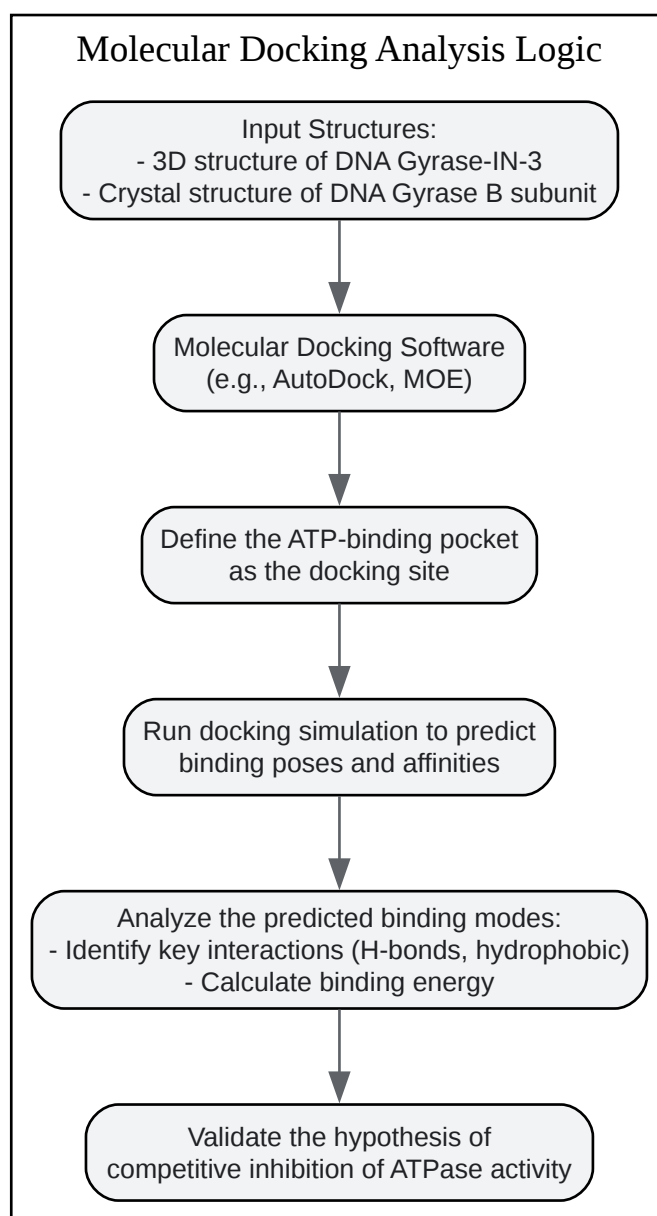 Molecular Docking Analysis Logic
Input Structures:
- 3D structure of DNA Gyrase-IN-3
- Crystal structure of DNA Gyrase B subunit
Molecular Docking Software
(e.g., AutoDock, MOE)
Define the ATP-binding pocket
as the docking site
Run docking simulation to predict
binding poses and affinities
Analyze the predicted binding modes:
- Identify key interactions (H-bonds, hydrophobic)
- Calculate binding energy
Validate the hypothesis of
competitive inhibition of ATPase activity